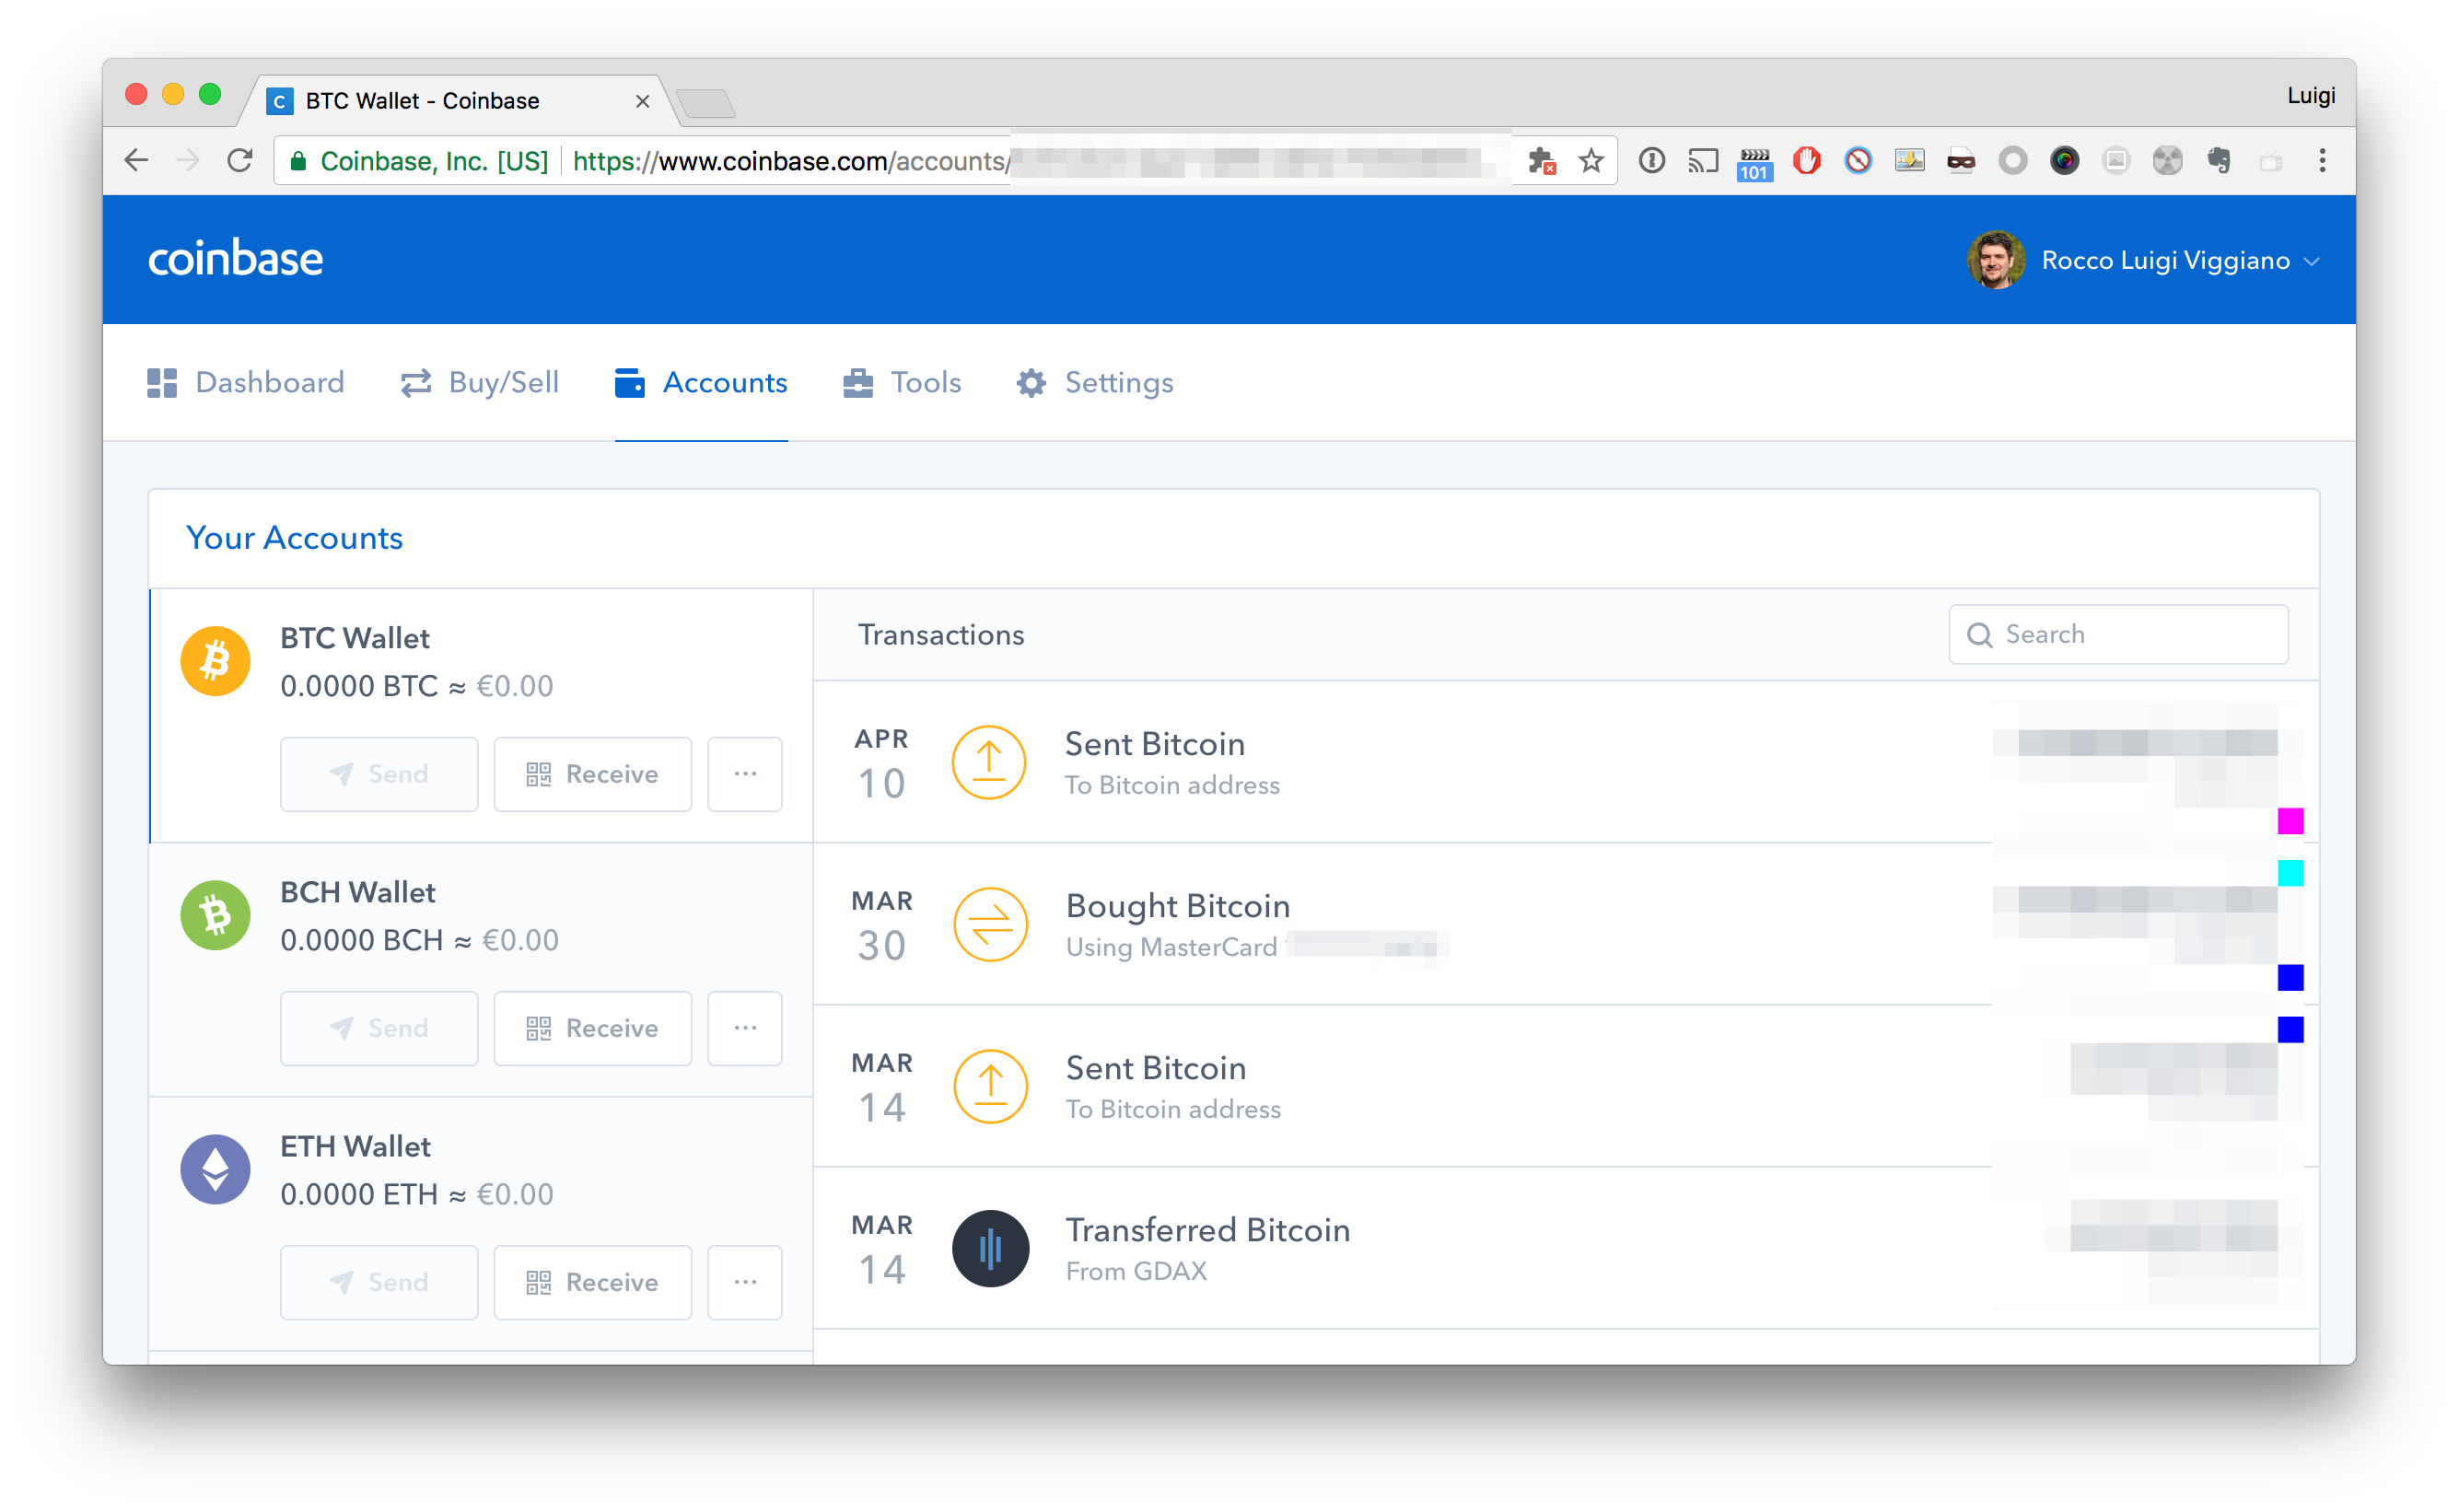 BTC Wallet - Coinbase
Luigi
Coinbase, Inc. [US] https://www.coinbase.com/accounts/
101
coinbase
Rocco Luigi Viggiano
Dashboard
Buy/Sell
Accounts
Tools
Settings
Your Accounts
BTC Wallet
0.0000 BTC ≈ €0.00
Send
Receive
...
BCH Wallet
0.0000 BCH ≈ €0.00
Send
Receive
...
ETH Wallet
0.0000 ETH ≈ €0.00
Send
Receive
...
Transactions
Search
APR
10
Sent Bitcoin
To Bitcoin address
MAR
30
Bought Bitcoin
Using MasterCard
MAR
14
Sent Bitcoin
To Bitcoin address
MAR
14
Transferred Bitcoin
From GDAX